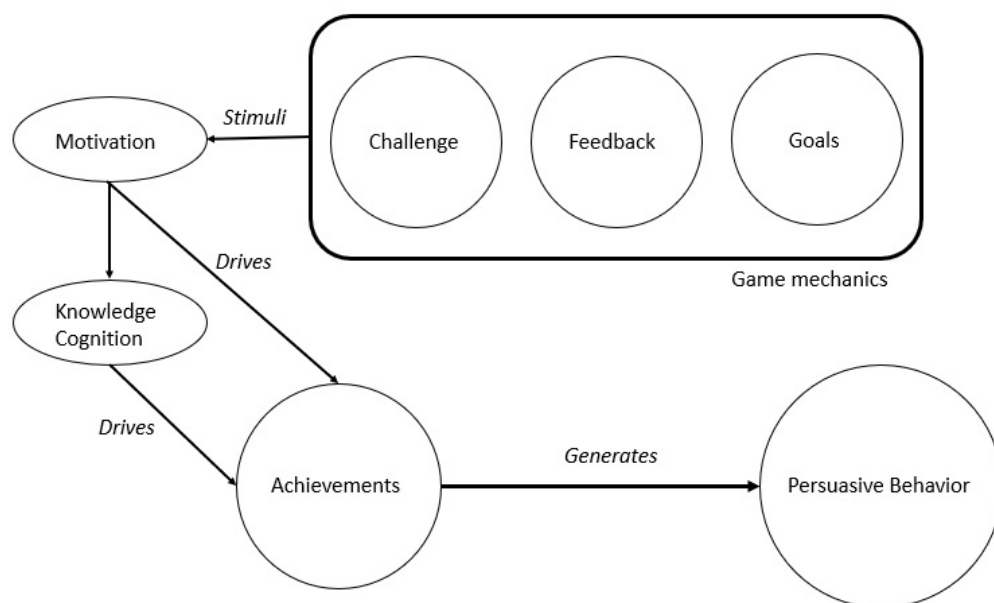 Stimuli
Motivation
Challenge
Feedback
Goals
Drives
Game mechanics
Knowledge
Cognition
Drives
Achievements
Generates
Persuasive Behavior